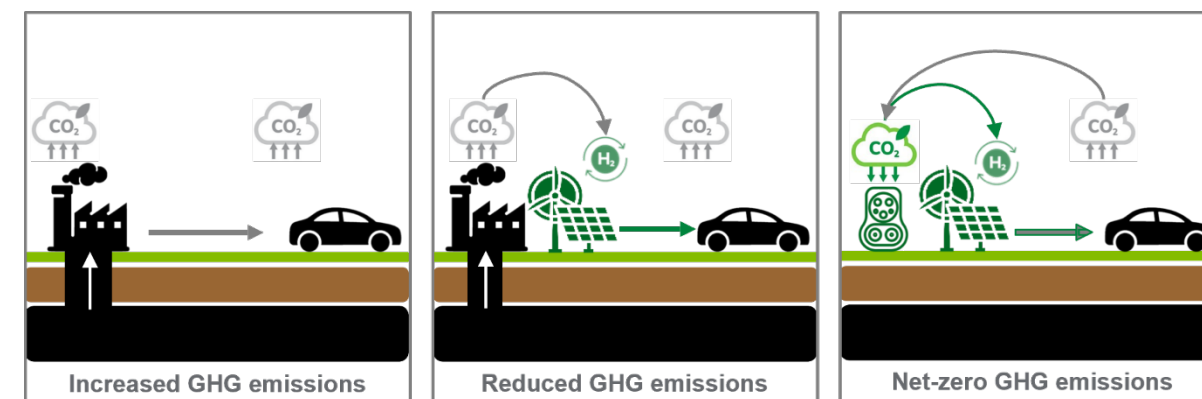 CO₂
CO₂
Increased GHG emissions
CO₂
H₂
CO₂
Reduced GHG emissions
CO₂
H₂
CO₂
Net-zero GHG emissions